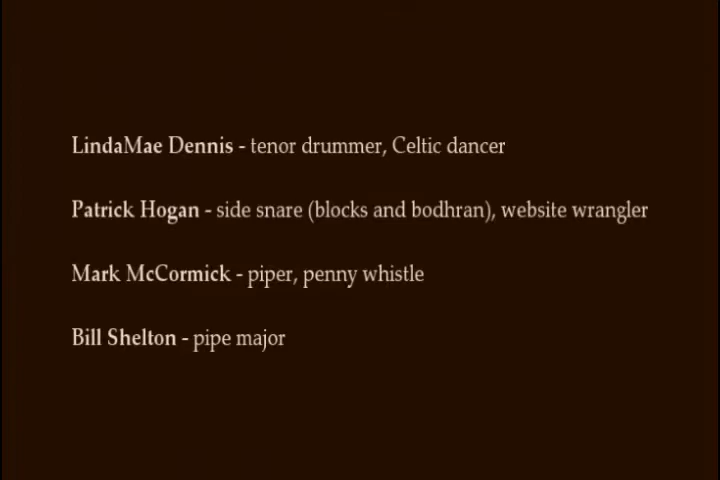 LindaMae Dennis - tenor drummer, Celtic dancer
Patrick Hogan - side snare (blocks and bodhran), website wrangler
Mark McCormick - piper, penny whistle
Bill Shelton - pipe major